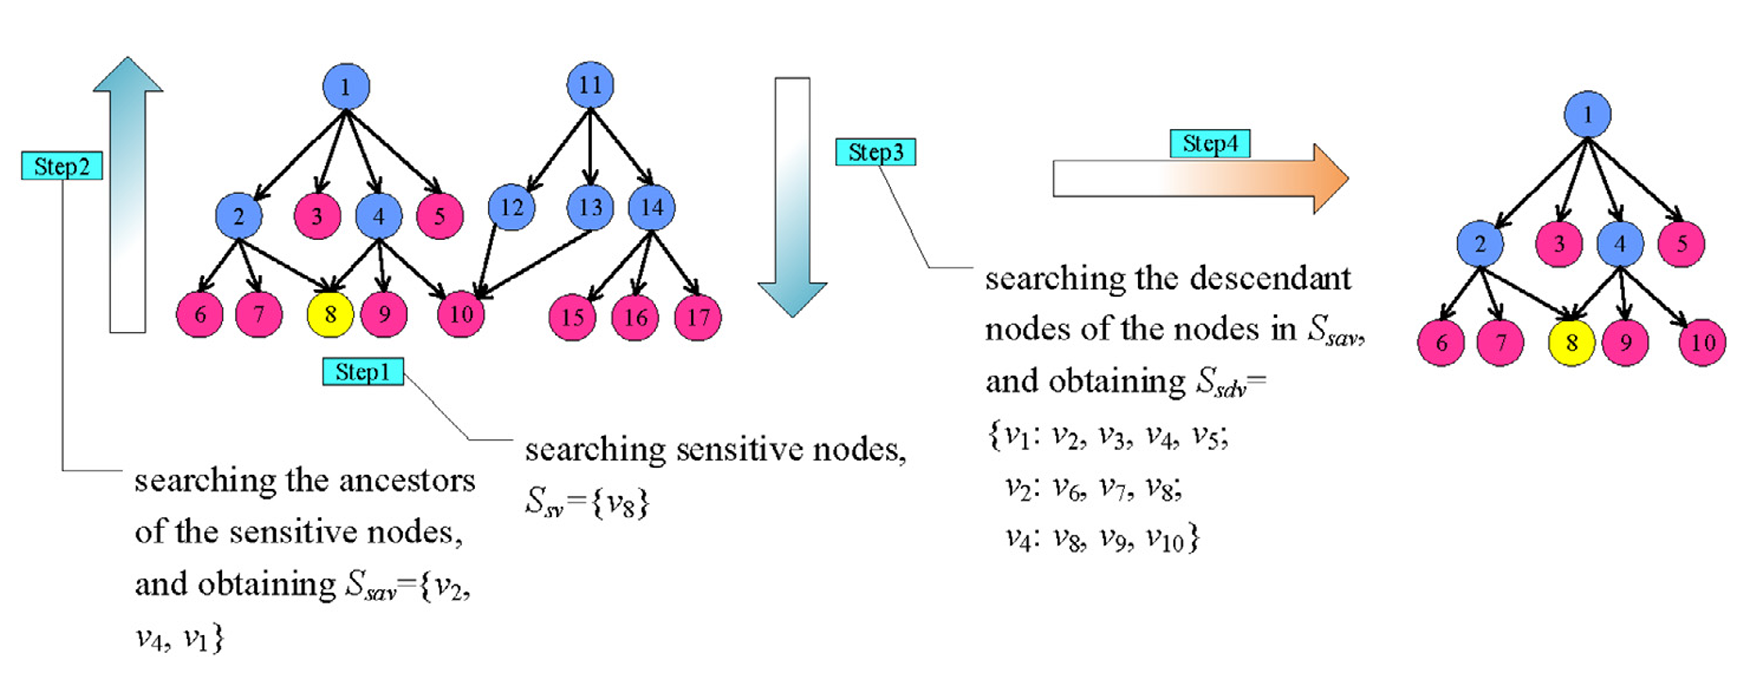 1
11
Step2
Step3
Step4
1
2
3
4
5
12
13
14
2
3
4
5
6
7
8
9
10
15
16
17
6
7
8
9
10
Step1
searching the descendant
nodes of the nodes in Ssav,
and obtaining Ssdv=
{v1: v2, v3, v4, v5;
v2: v6, v7, v8;
v4: v8, v9, v10}
searching sensitive nodes,
Ssv={v8}
searching the ancestors
of the sensitive nodes,
and obtaining Ssav={v2,
v4, v1}